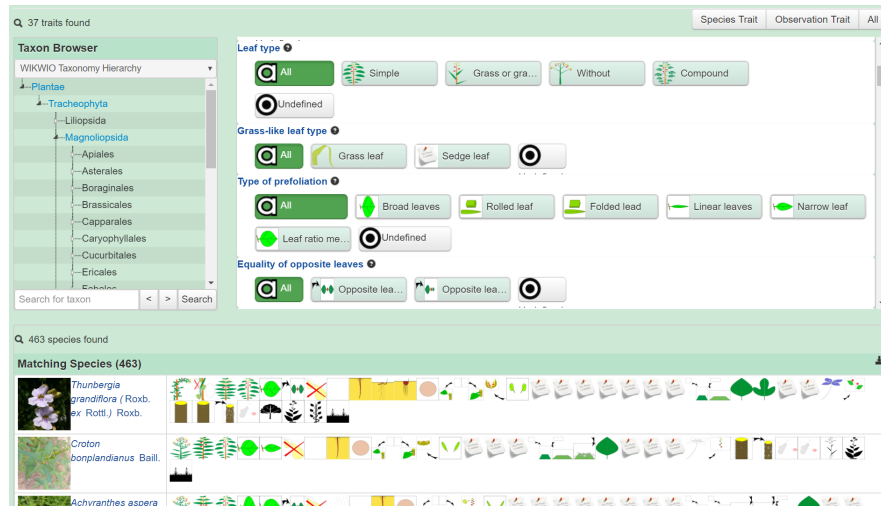 37 traits found
Species Trait
Observation Trait
All
Taxon Browser
WIKWIO Taxonomy Hierarchy
Plantae
Tracheophyta
Liliopsida
Magnoliopsida
Apiales
Asterales
Boraginales
Brassicales
Capparales
Caryophyllales
Cucurbitales
Ericales
Search for taxon
<
>
Search
Leaf type
All
Simple
Grass or gra...
Without
Compound
Undefined
Grass-like leaf type
All
Grass leaf
Sedge leaf
Type of prefoliation
All
Broad leaves
Rolled leaf
Folded lead
Linear leaves
Narrow leaf
Leaf ratio me...
Undefined
Equality of opposite leaves
All
Opposite lea...
Opposite lea...
463 species found
Matching Species (463)
Thunbergia
grandiflora ( Roxb.
ex Rottl.) Roxb.
Croton
bonplandianus Baill.
Achyranthes aspera